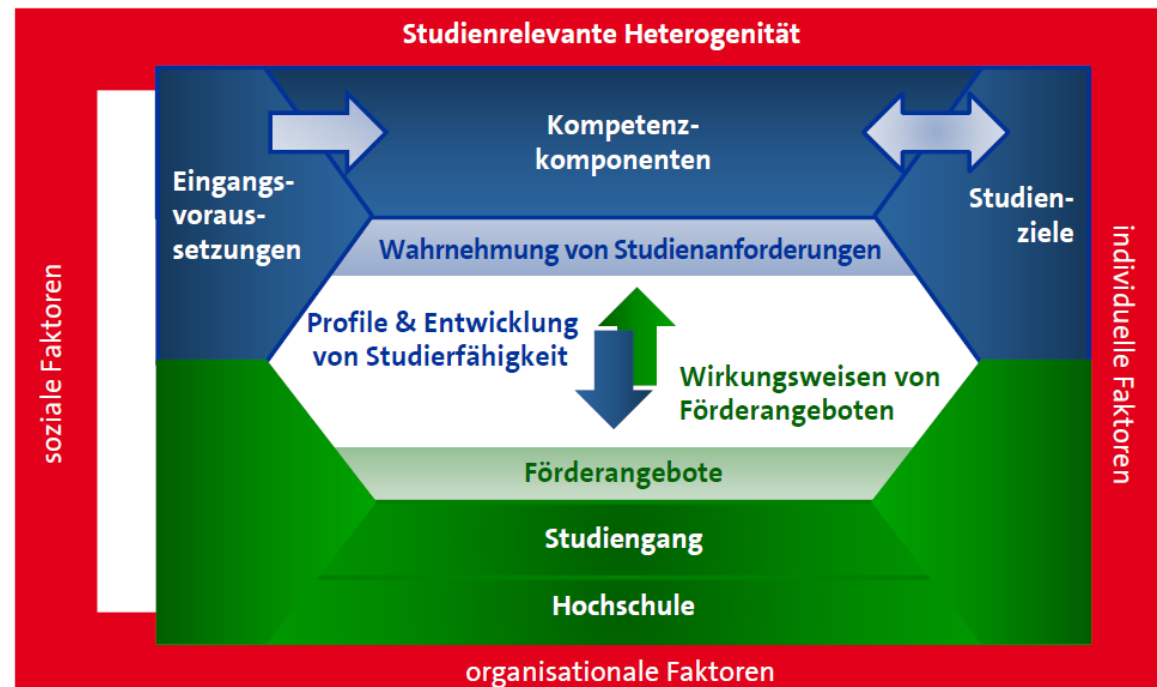 Studienrelevante Heterogenität
Kompetenz-
komponenten
Eingangs-
voraus-
setzungen
Studien-
ziele
Wahrnehmung von Studienanforderungen
soziale Faktoren
individuelle Faktoren
Profile & Entwicklung
von Studierfähigkeit
Wirkungsweisen von
Förderangeboten
Förderangebote
Studiengang
Hochschule
organisationale Faktoren